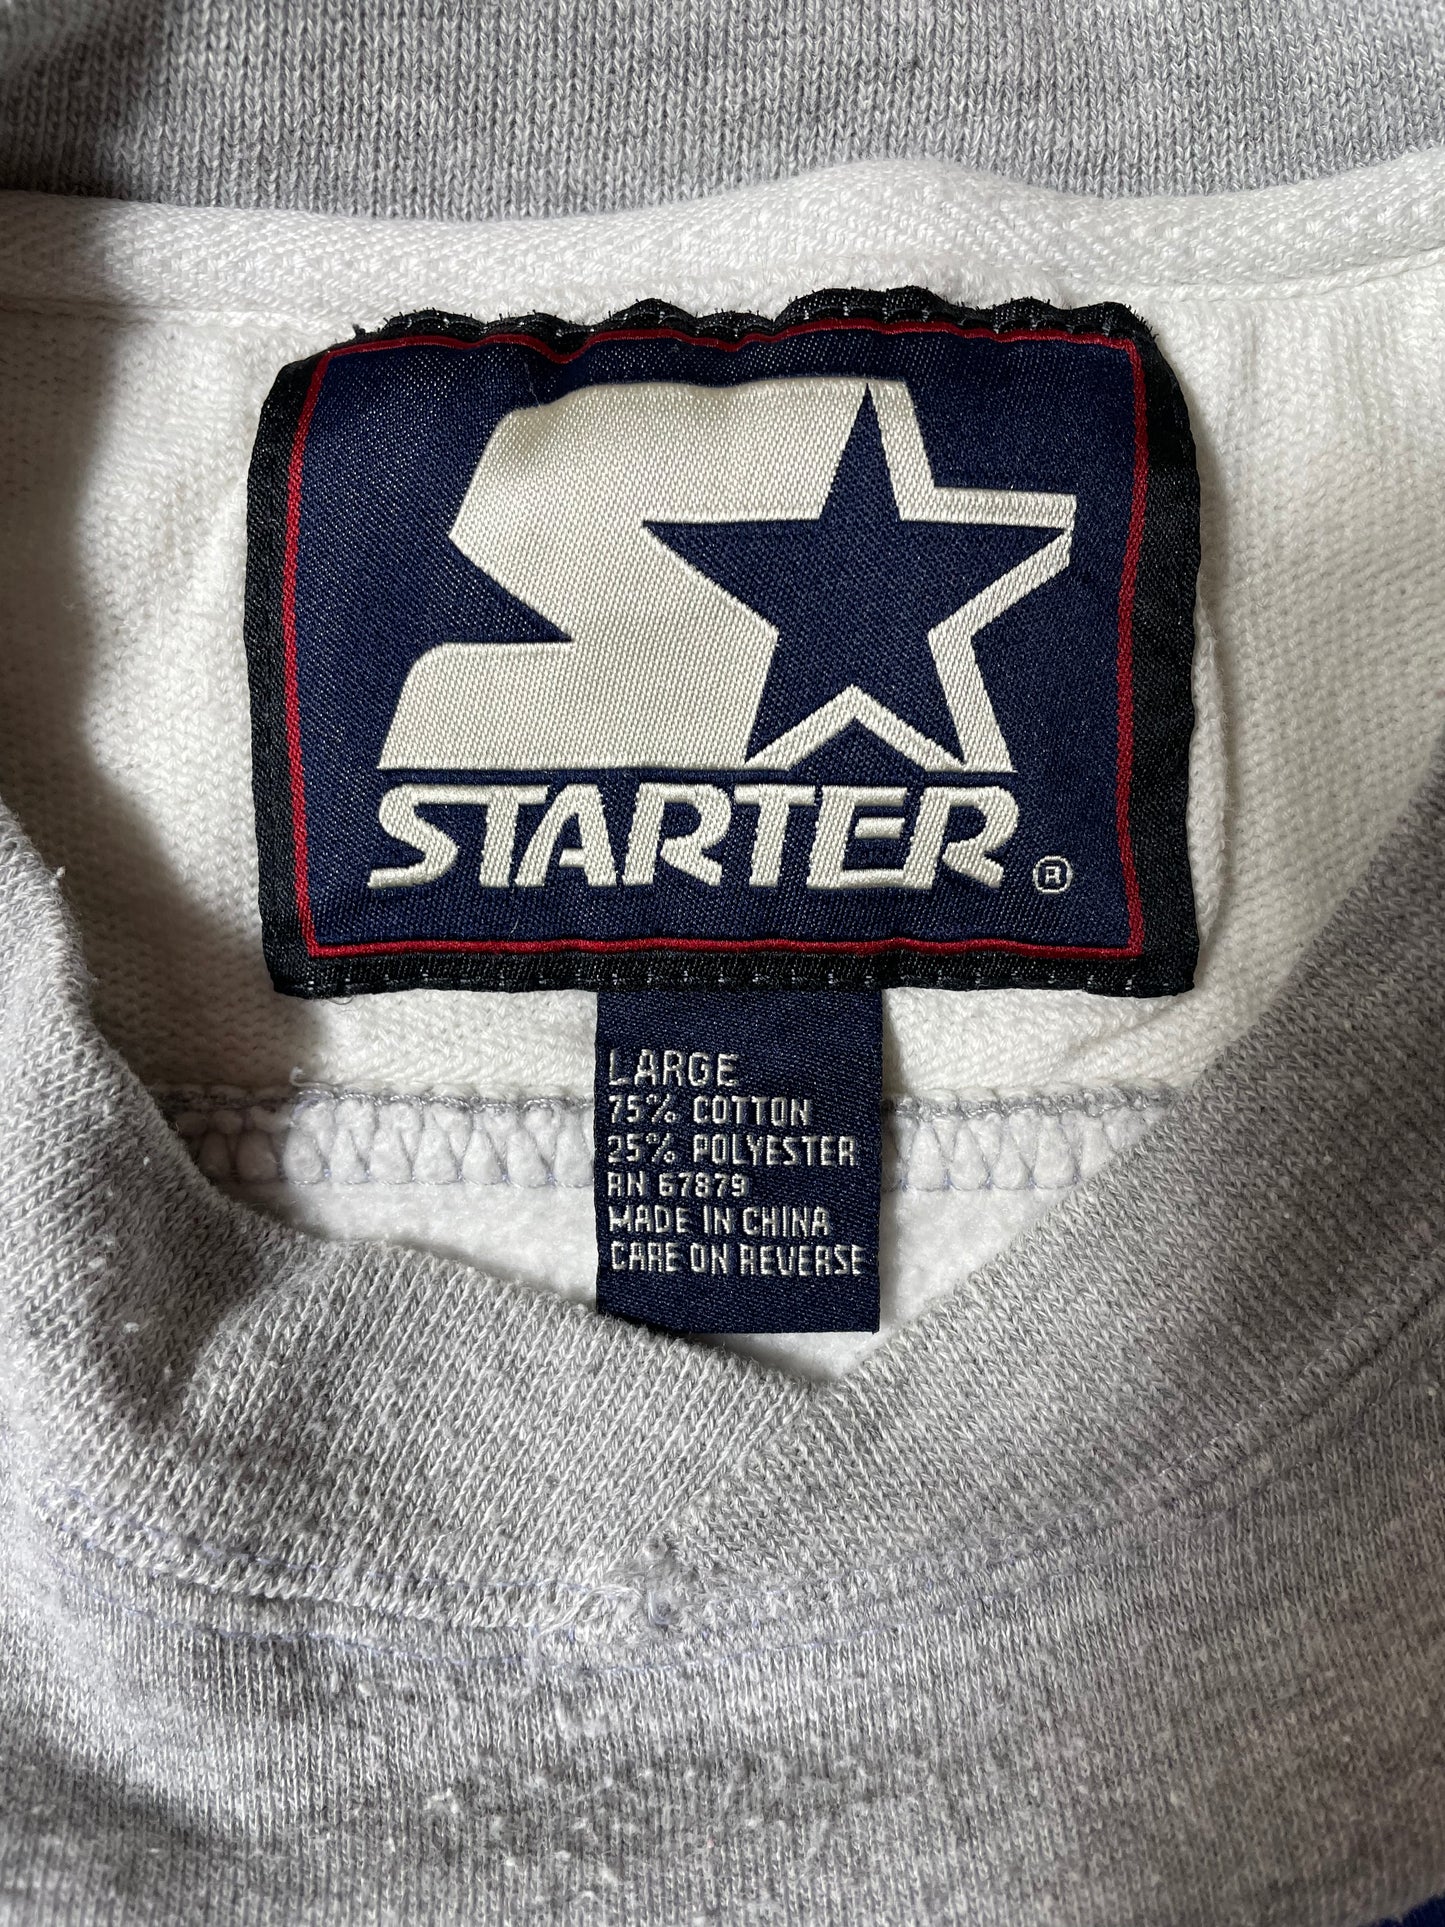 STARTER ®
LARGE
75% COTTON
25% POLYESTER
RN 67879
MADE IN CHINA
CARE ON REVERSE